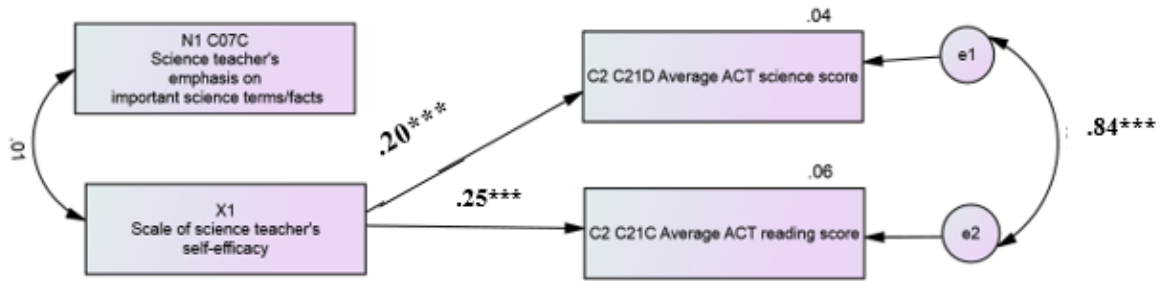 .04
N1 C07C
Science teacher's
emphasis on
important science terms/facts
C2 C21D Average ACT science score
e1
.20***
.01
.84***
.06
X1
Scale of science teacher's
self-efficacy
.25***
C2 C21C Average ACT reading score
e2